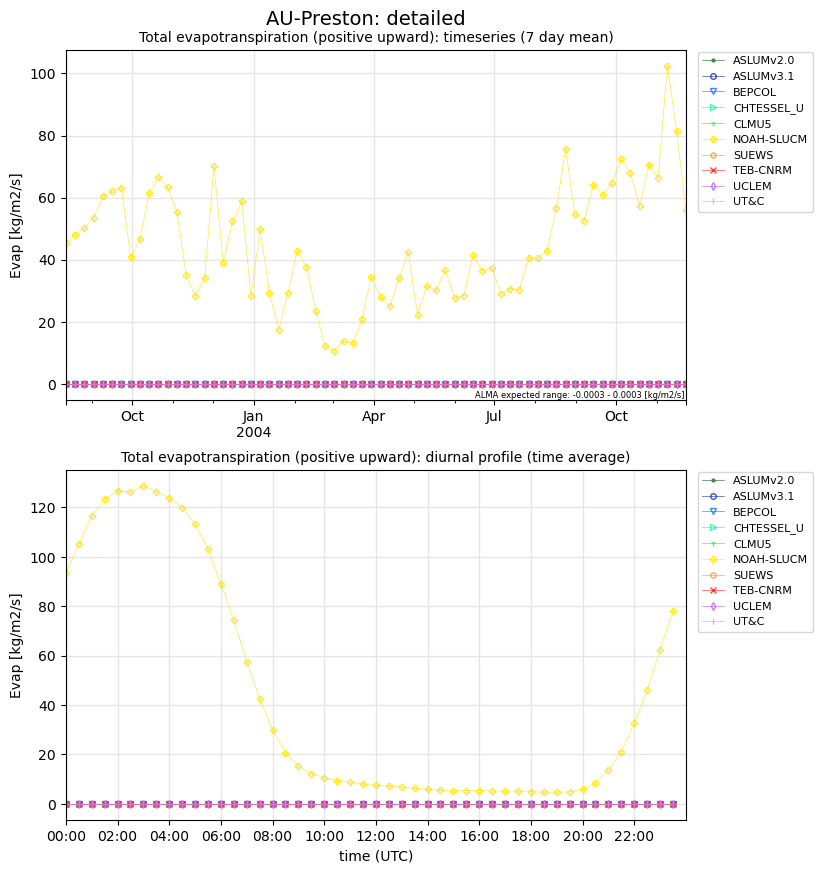 AU-Preston: detailed
Total evapotranspiration (positive upward): timeseries (7 day mean)
Evap [kg/m2/s]
100
80
60
40
20
0
ALMA expected range: -0.0003 - 0.0003 [kg/m2/s]
Oct
Jan
2004
Apr
Jul
Oct
ASLUMv2.0
ASLUMv3.1
BEPCOL
CHTESSEL_U
CLMU5
NOAH-SLUCM
SUEWS
TEB-CNRM
UCLEM
UT&C
Total evapotranspiration (positive upward): diurnal profile (time average)
Evap [kg/m2/s]
120
100
80
60
40
20
0
00:00 02:00 04:00 06:00 08:00 10:00 12:00 14:00 16:00 18:00 20:00 22:00
time (UTC)
ASLUMv2.0
ASLUMv3.1
BEPCOL
CHTESSEL_U
CLMU5
NOAH-SLUCM
SUEWS
TEB-CNRM
UCLEM
UT&C